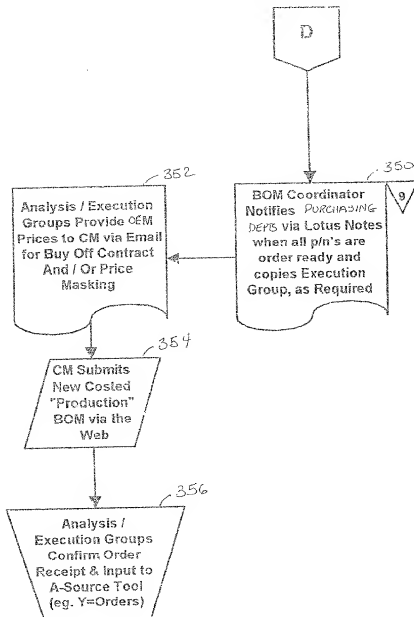 D
350
BOM Coordinator
Notifies PURCHASING
DEPTS via Lotus Notes
when all p/n's are
order ready and
copies Execution
Group, as Required
9
352
Analysis / Execution
Groups Provide OEM
Prices to CM via Email
for Buy Off Contract
And / Or Price
Masking
354
CM Submits
New Costed
"Production"
BOM via the
Web
356
Analysis /
Execution Groups
Confirm Order
Receipt & Input to
A-Source Tool
(eg. Y=Orders)